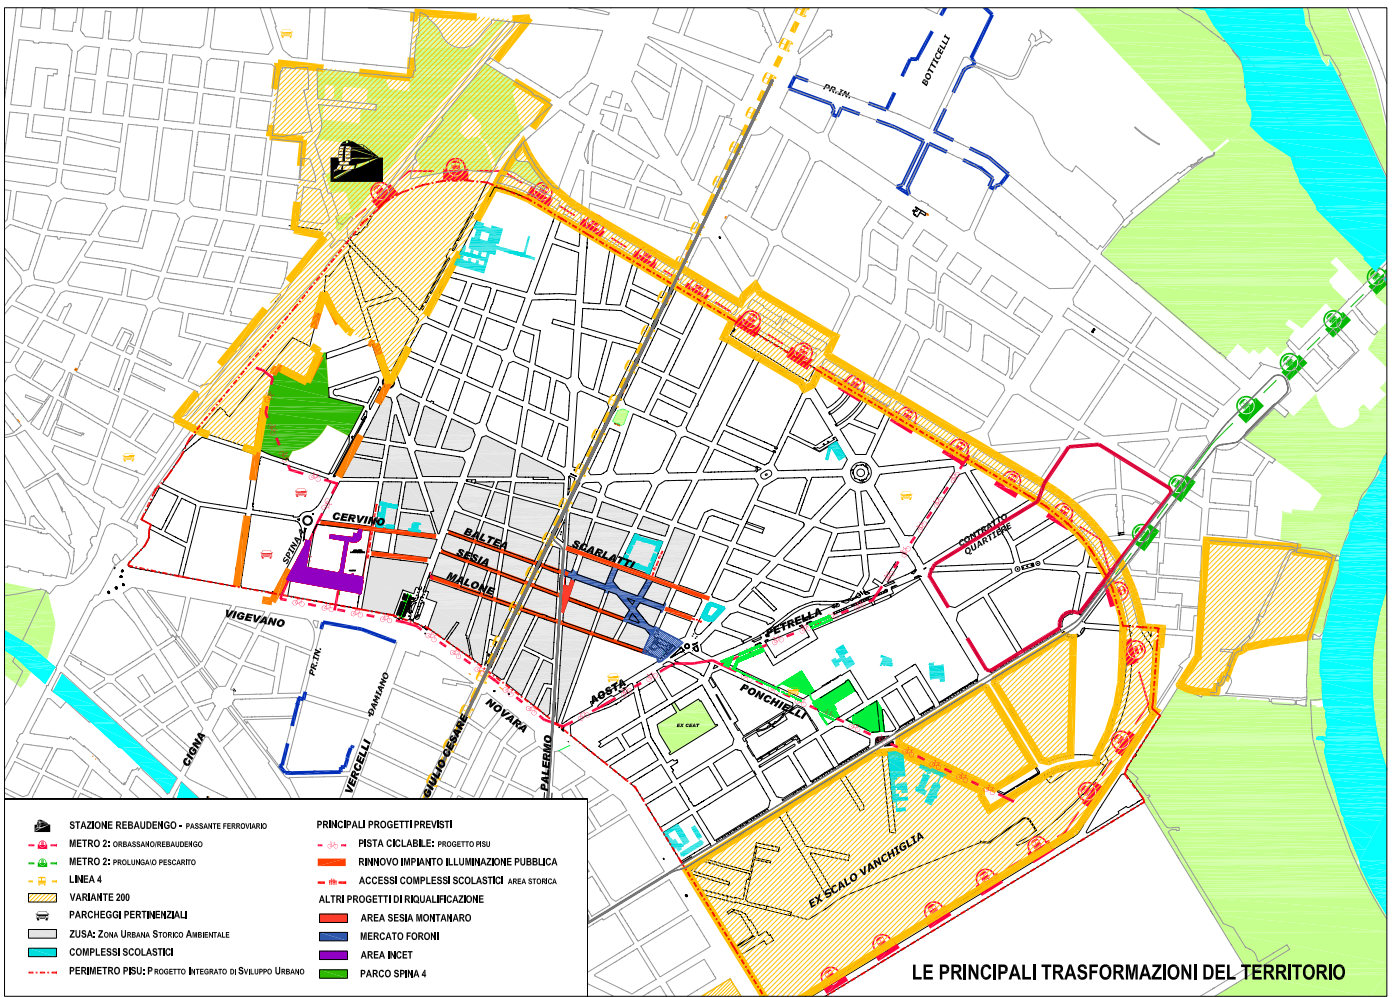 PR.IN.
BOTTICELLI
CERVINO
SPINA 4
BALTEA
SESIA
MALONE
SCARLATTI
CONTRATTO
QUARTIERE
VIGEVANO
PR.IN.
DAMIANO
CIGNA
VERCELLI
GIULIO CESARE
NOVARA
PALERMO
AOSTA
PETRELLA
PONCHIELLI
EX CEAT
EX SCALO VANCHIGLIA
STAZIONE REBAUDENGO - PASSANTE FERROVIARIO
METRO 2: ORBASSANO/REBAUDENGO
METRO 2: PROLUNGAIO PESCARITO
LINEA 4
VARIANTE 200
PARCHEGGI PERTINENZIALI
ZUSA: ZONA URBANA STORICO AMBIENTALE
COMPLESSI SCOLASTICI
PERIMETRO PISU: PROGETTO INTEGRATO DI SVILUPPO URBANO
PRINCIPALI PROGETTI PREVISTI
PISTA CICLABILE: PROGETTO PISU
RINNOVO IMPIANTO ILLUMINAZIONE PUBBLICA
ACCESSI COMPLESSI SCOLASTICI AREA STORICA
ALTRI PROGETTI DI RIQUALIFICAZIONE
AREA SESIA MONTANARO
MERCATO FORONI
AREA INCET
PARCO SPINA 4
LE PRINCIPALI TRASFORMAZIONI DEL TERRITORIO